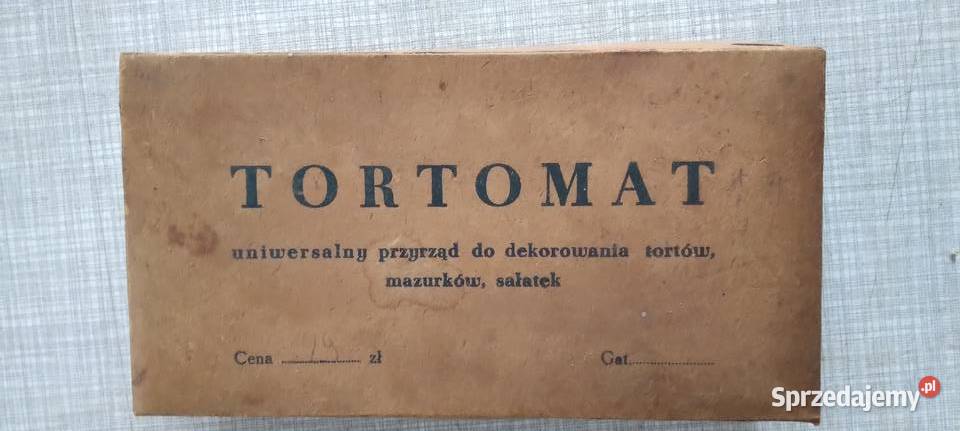 TORTOMAT
uniwersalny przyrząd do dekorowania tortów,
mazurków, sałatek
Cena ............ zł Gat.............
Sprzedajemy.pl